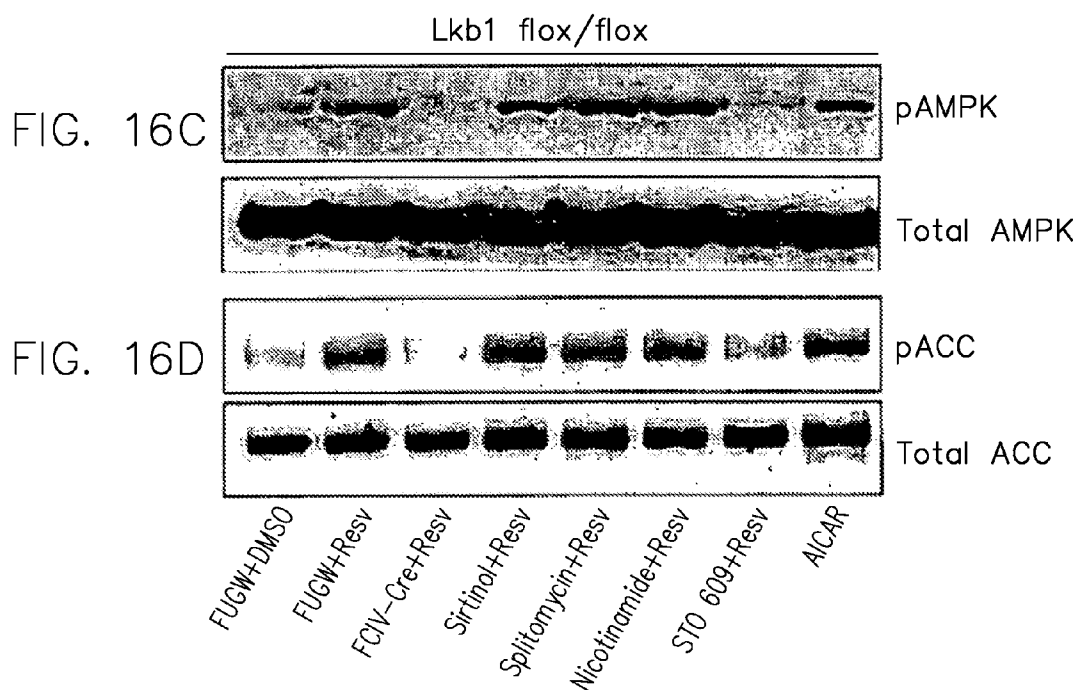 Lkb1 flox/flox
FIG. 16C
pAMPK
Total AMPK
FIG. 16D
pACC
Total ACC
FUGW+DMSO
FUGW+Resv
FCIV-Cre+Resv
Sirtinol+Resv
Splitomycin+Resv
Nicotinamide+Resv
STO 609+Resv
AICAR